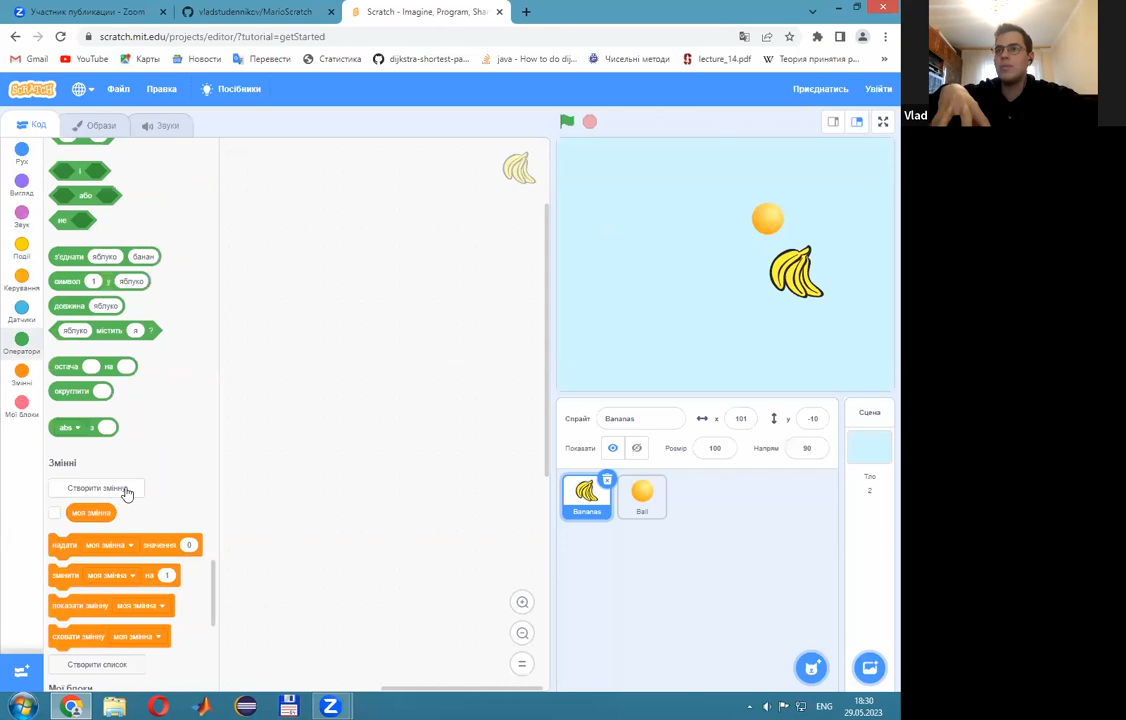 Участник публикации - Zoom
vladstudennikov/MarioScratch
Scratch - Imagine, Program, Sha
scratch.mit.edu/projects/editor/?tutorial=getStarted
Gmail
YouTube
Карты
Новости
Перевести
Статистика
dijkstra-shortest-pa...
java - How to do dij...
Чисельні методи
lecture_14.pdf
Теория принятия р...
»
Vlad
SCRATCH
Файл
Правка
Посібники
Приєднатись
Увійти
Код
Образи
Звуки
Рух
Вигляд
Звук
Події
Керування
Датчики
Оператори
Змінні
Мої блоки
і
або
не
з'єднати яблуко банан
символ 1 у яблуко
довжина яблуко
яблуко містить я ?
остача на
округлити
abs з
Змінні
Створити змінну
моя змінна
надати моя змінна значення 0
змінити моя змінна на 1
показати змінну моя змінна
сховати змінну моя змінна
Створити список
Мої блоки
Спрайт
Bananas
x 101
y -10
Показати
Розмір 100
Напрям 90
Bananas
Ball
Сцена
Тло
2
ENG
18:30
29.05.2023